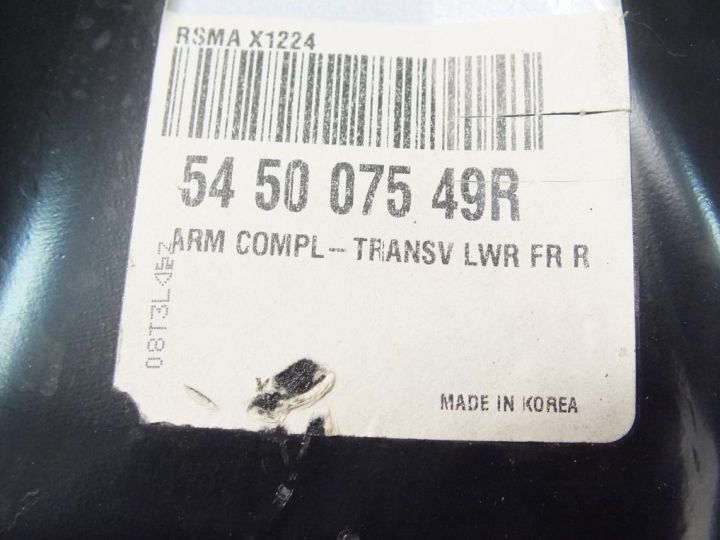 RSMA X1224
54 50 075 49R
ARM COMPL-TRANSV LWR FR R
MADE IN KOREA